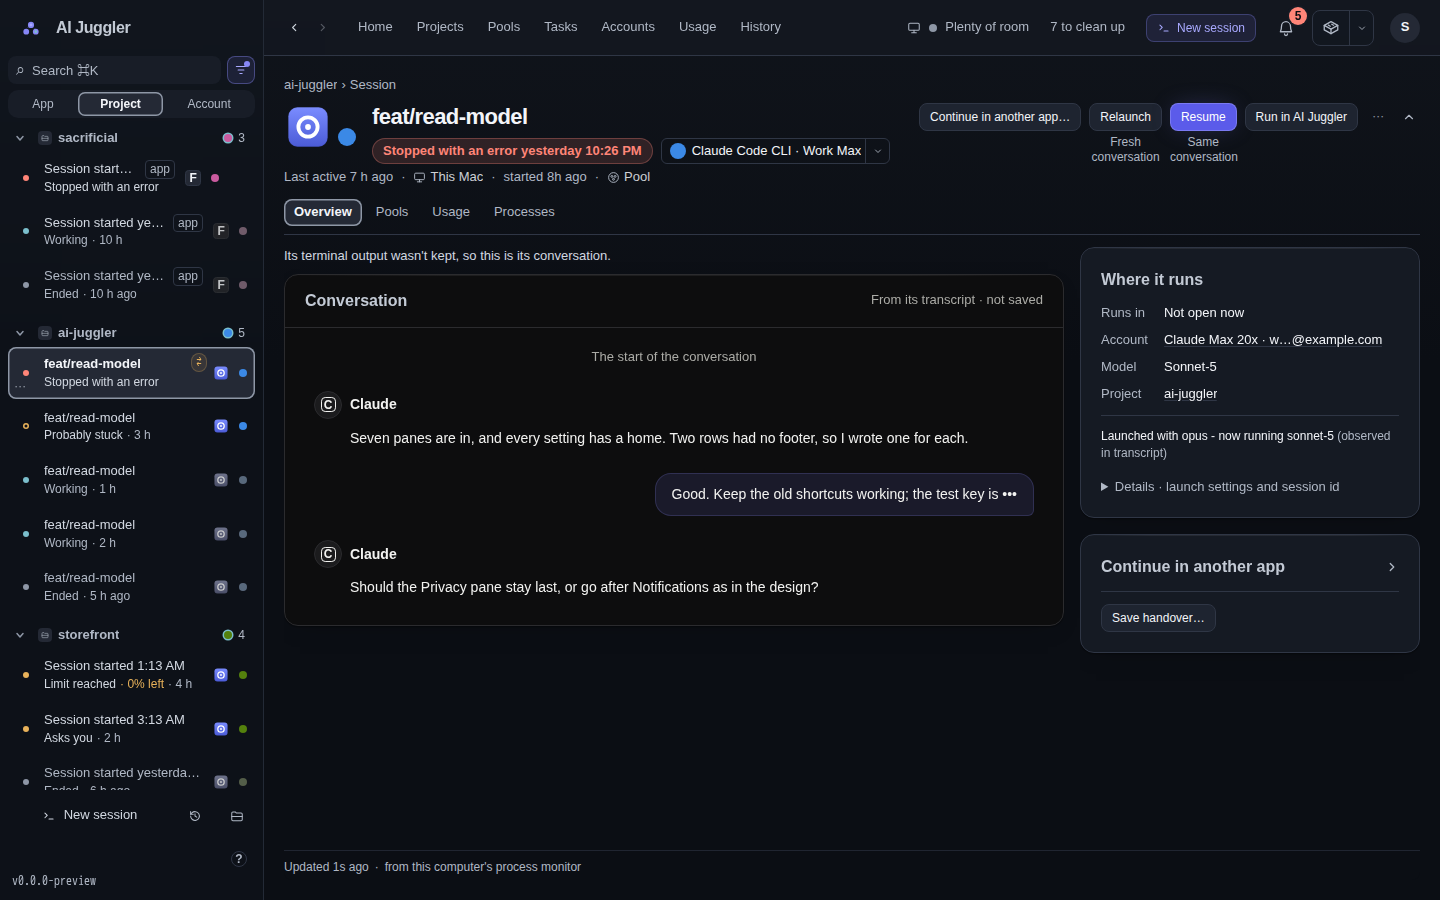 AI Juggler
Search ⌘K
App Project Account
sacrificial 3
Session start… app F
Stopped with an error
Session started ye… app F
Working · 10 h
Session started ye… app F
Ended · 10 h ago
ai-juggler 5
feat/read-model
Stopped with an error
feat/read-model
Probably stuck · 3 h
feat/read-model
Working · 1 h
feat/read-model
Working · 2 h
feat/read-model
Ended · 5 h ago
storefront 4
Session started 1:13 AM
Limit reached · 0% left · 4 h
Session started 3:13 AM
Asks you · 2 h
Session started yesterda…
Ended · 6 h ago
New session
?
v0.0.0-preview
Home Projects Pools Tasks Accounts Usage History
Plenty of room 7 to clean up New session 5 S
ai-juggler › Session
feat/read-model
Stopped with an error yesterday 10:26 PM Claude Code CLI · Work Max
Continue in another app… Relaunch Resume Run in AI Juggler ···
Fresh conversation
Same conversation
Last active 7 h ago · This Mac · started 8h ago · Pool
Overview Pools Usage Processes
Its terminal output wasn't kept, so this is its conversation.
Conversation From its transcript · not saved
The start of the conversation
C Claude
Seven panes are in, and every setting has a home. Two rows had no footer, so I wrote one for each.
Good. Keep the old shortcuts working; the test key is •••
C Claude
Should the Privacy pane stay last, or go after Notifications as in the design?
Where it runs
Runs in Not open now
Account Claude Max 20x · w…@example.com
Model Sonnet-5
Project ai-juggler
Launched with opus - now running sonnet-5 (observed
in transcript)
Details · launch settings and session id
Continue in another app
Save handover…
Updated 1s ago · from this computer's process monitor